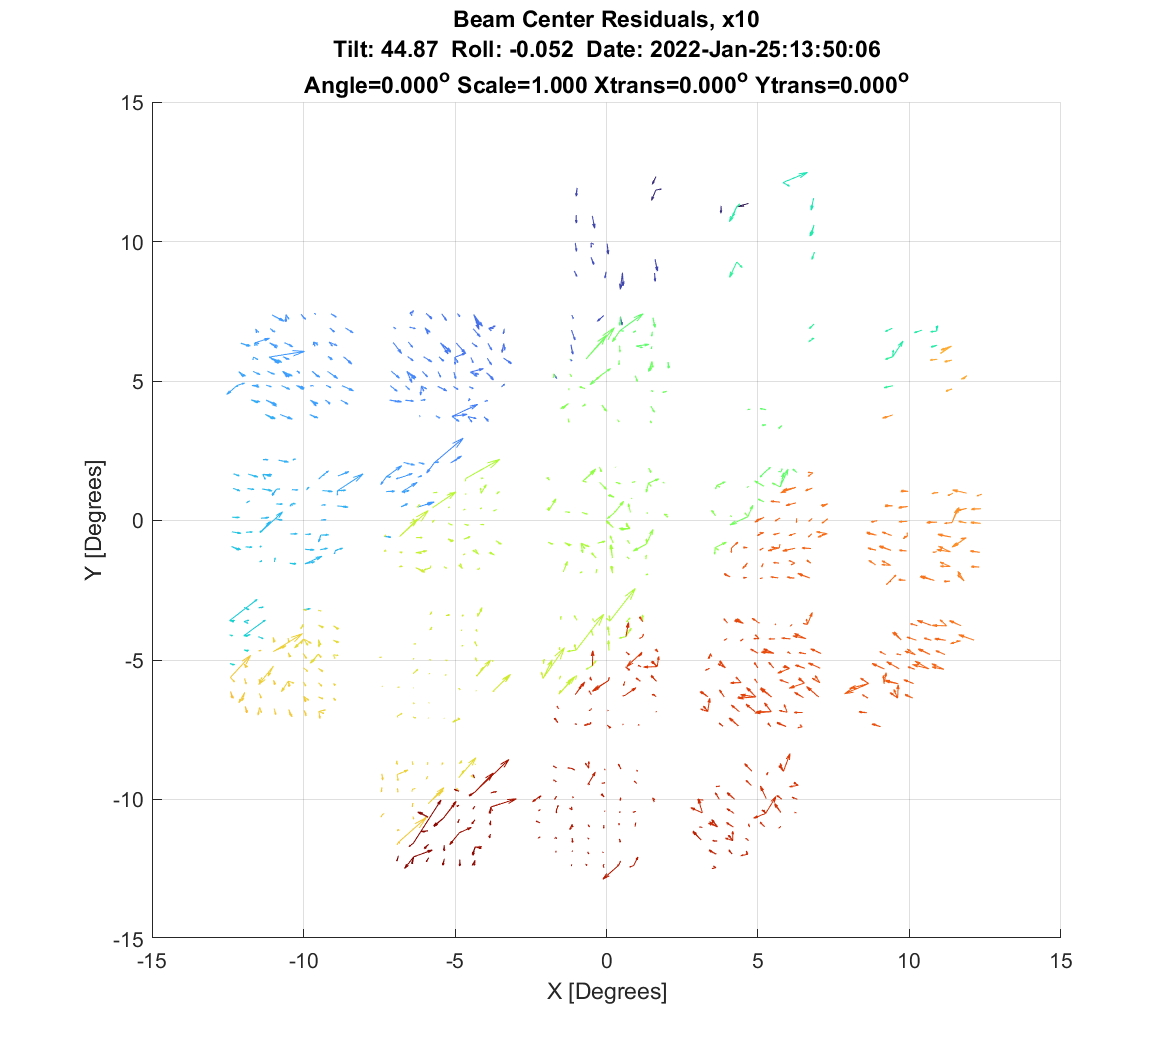 Beam Center Residuals, x10
Tilt: 44.87 Roll: -0.052 Date: 2022-Jan-25:13:50:06
Angle=0.000° Scale=1.000 Xtrans=0.000° Ytrans=0.000°
15
10
5
0
-5
-10
-15
Y [Degrees]
-15 -10 -5 0 5 10 15
X [Degrees]